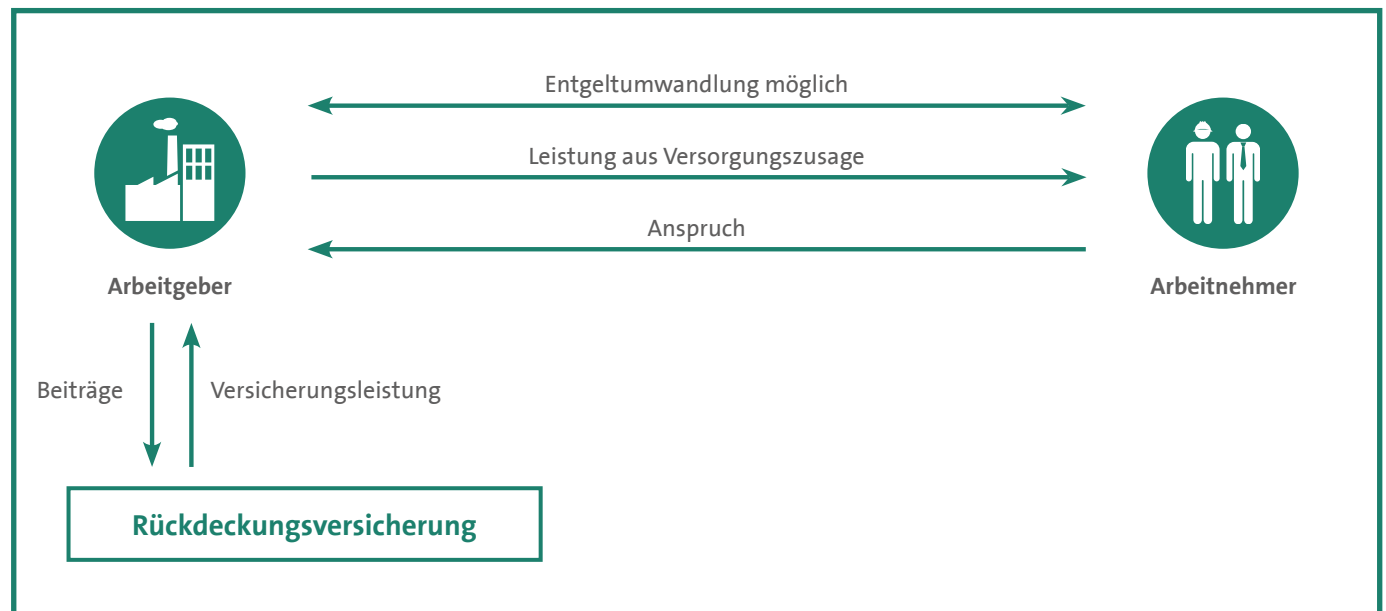 Entgeltumwandlung möglich
Leistung aus Versorgungszusage
Anspruch
Arbeitgeber
Arbeitnehmer
Beiträge
Versicherungsleistung
Rückdeckungsversicherung